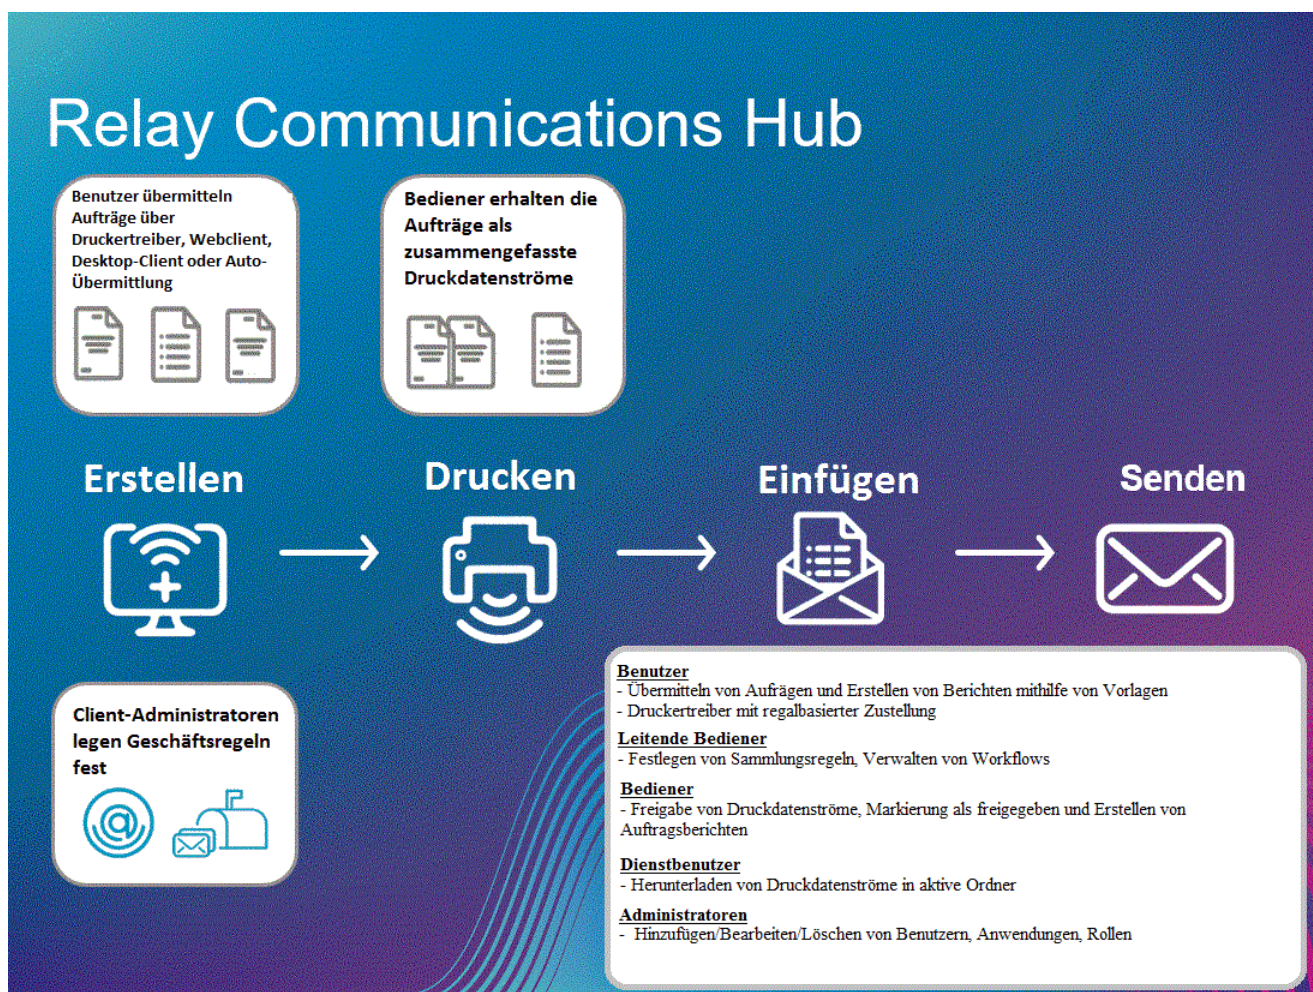 Relay Communications Hub
Benutzer übermitteln
Aufträge über
Druckertreiber, Webclient,
Desktop-Client oder Auto-
Übermittlung
Bediener erhalten die
Aufträge als
zusammengefasste
Druckdatenströme
Erstellen
Drucken
Einfügen
Senden
Client-Administratoren
legen Geschäftsregeln
fest
Benutzer
- Übermitteln von Aufrägen und Erstellen von Berichten mithilfe von Vorlagen
- Druckertreiber mit regalbasierter Zustellung
Leitende Bediener
- Festlegen von Sammlungsregeln, Verwalten von Workflows
Bediener
- Freigabe von Druckdatenströme, Markierung als freigegeben und Erstellen von
Auftragsberichten
Dienstbenutzer
- Herunterladen von Druckdatenströme in aktive Ordner
Administratoren
- Hinzufügen/Bearbeiten/Löschen von Benutzern, Anwendungen, Rollen